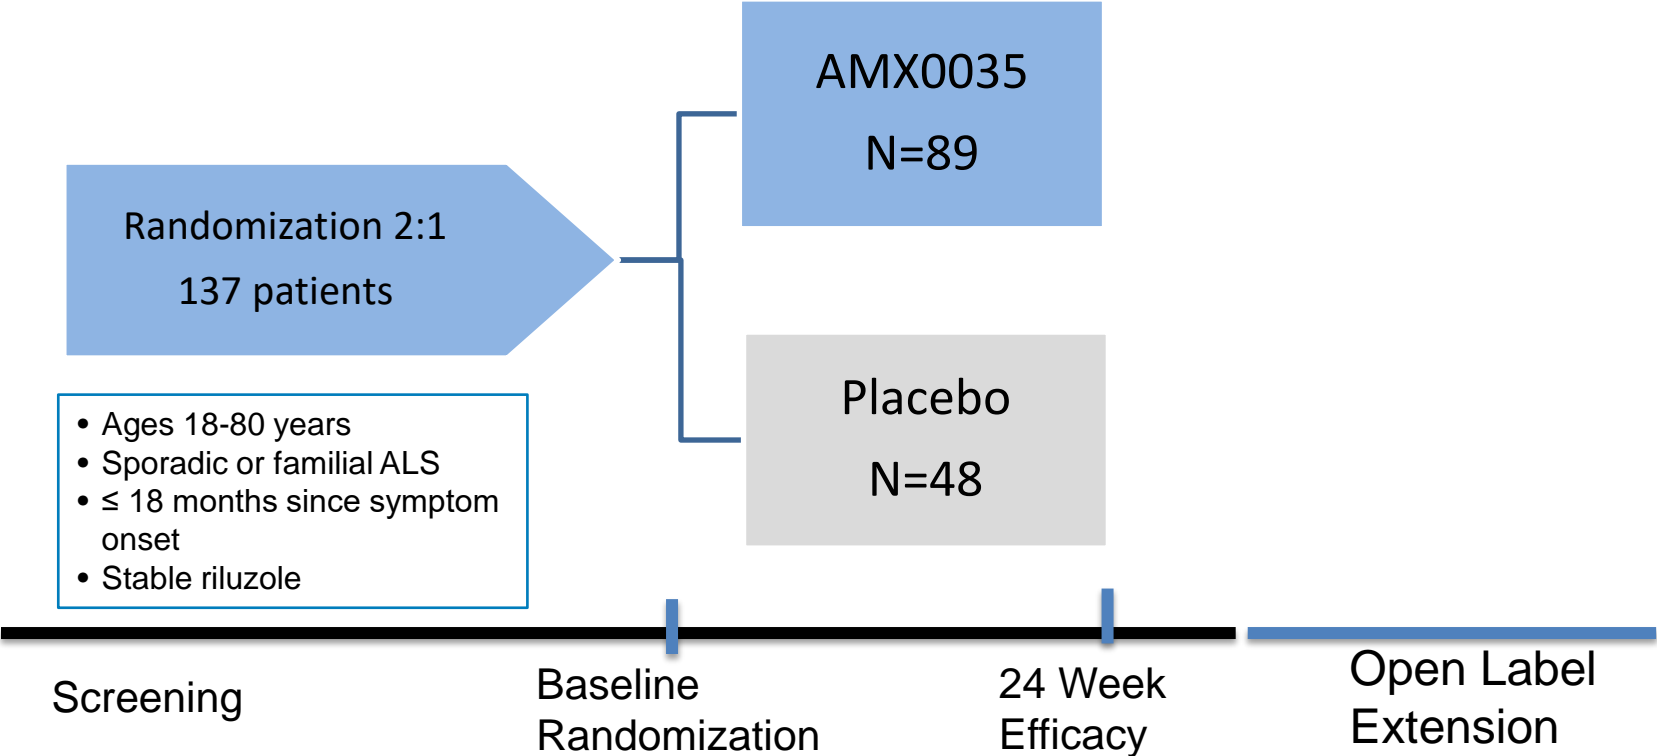 AMX0035
N=89
Randomization 2:1
137 patients
Placebo
N=48
• Ages 18-80 years
• Sporadic or familial ALS
• ≤ 18 months since symptom
onset
• Stable riluzole
Screening
Baseline
Randomization
24 Week
Efficacy
Open Label
Extension